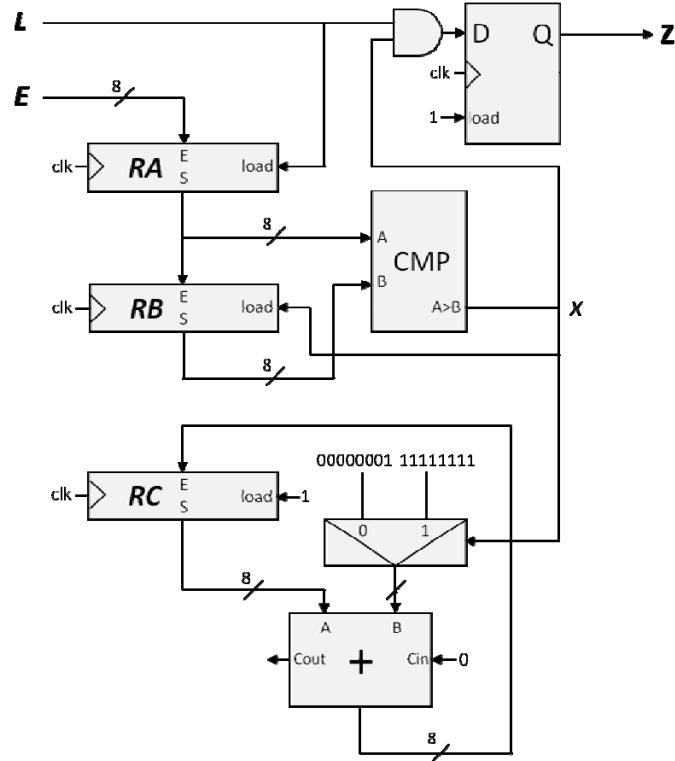 L
D Q Z
clk
1 load
E 8
clk RA E S load
8
A
CMP
B
A>B X
clk RB E S load
8
00000001 11111111
clk RC E S load 1
0 1
8
A B
Cout + Cin 0
8